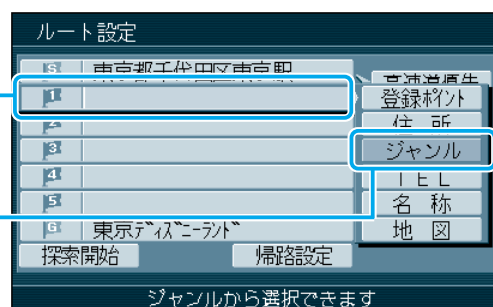 ルート設定
S 東京都千代田区東京駅
高速道優先
1
登録ポイント
2
住 所
3
ジャンル
4
TEL
5
名 称
G 東京ディズニーランド
地 図
探索開始
帰路設定
ジャンルから選択できます